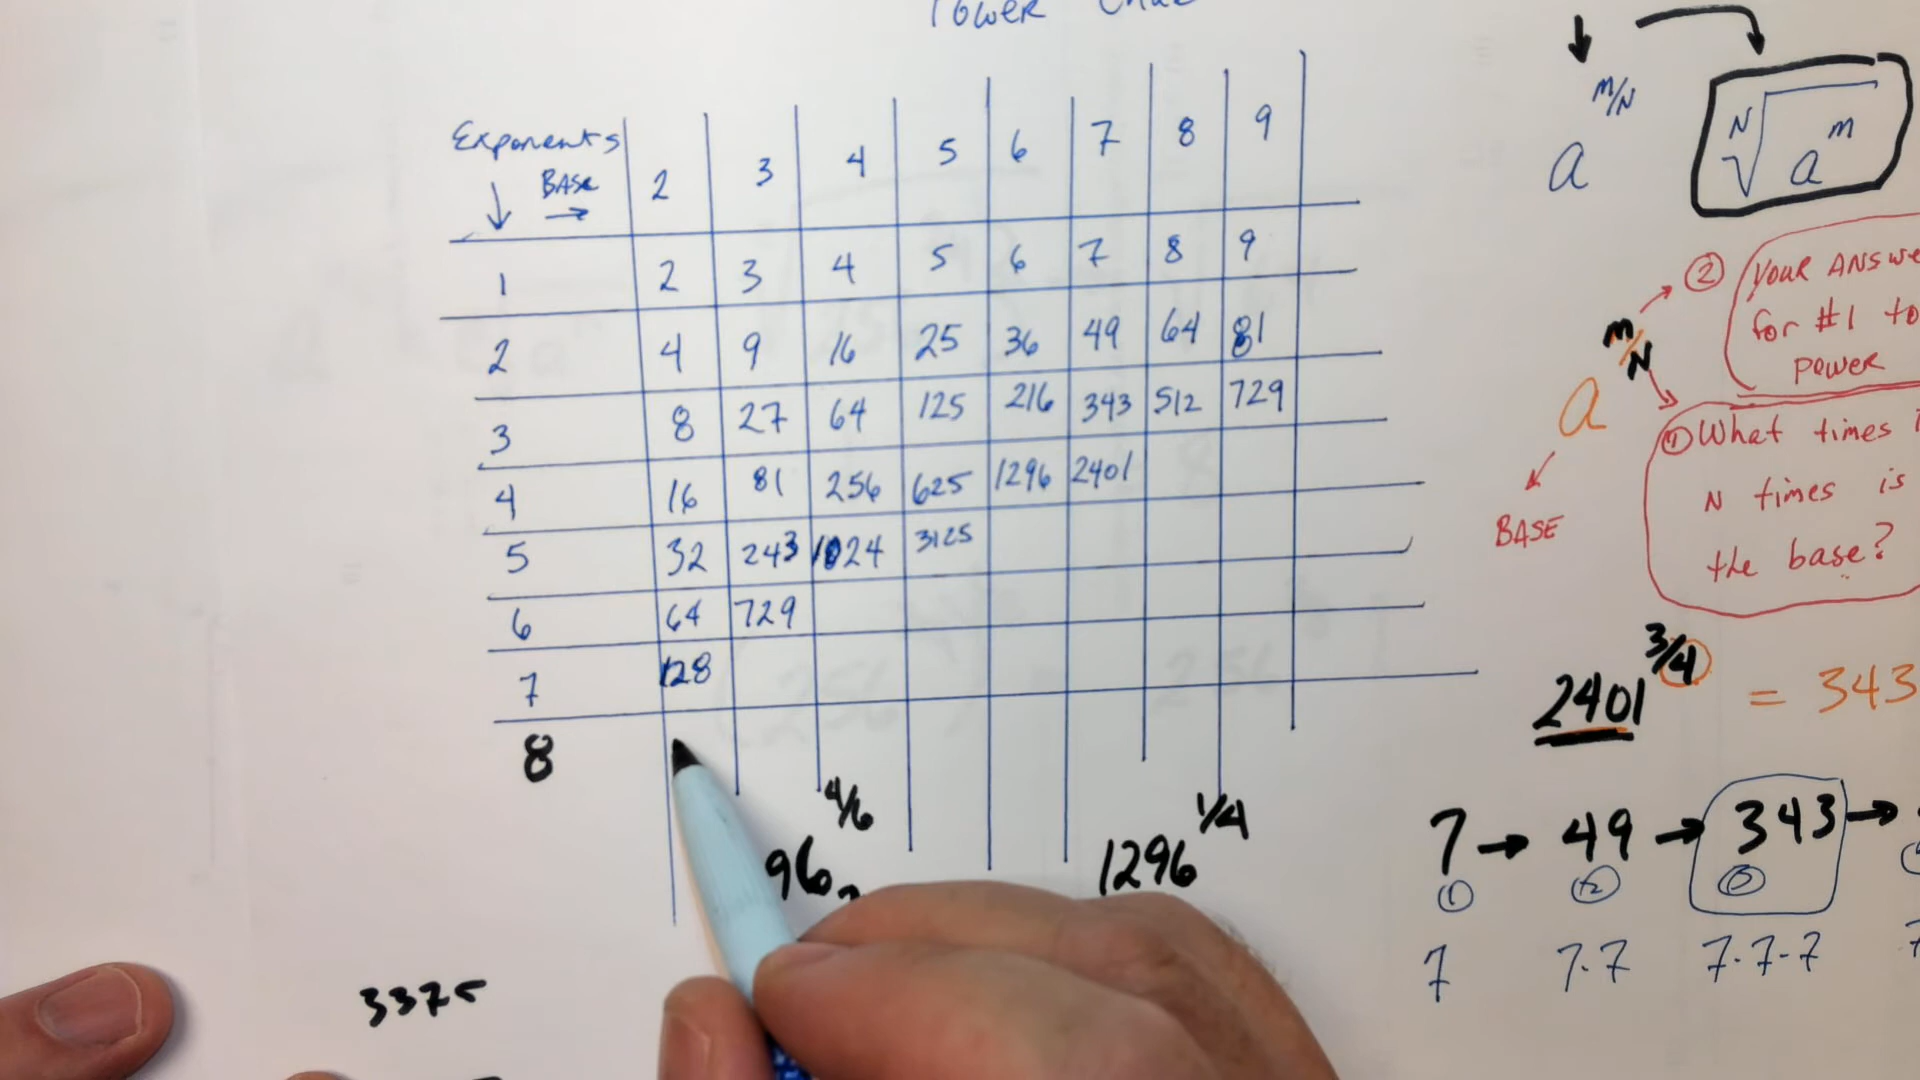 Power
Exponents
BASE
2 3 4 5 6 7 8 9
1 2 3 4 5 6 7 8 9
2 4 9 16 25 36 49 64 81
3 8 27 64 125 216 343 512 729
4 16 81 256 625 1296 2401
5 32 243 1024 3125
6 64 729
7 128
8
96 4/6
1296 1/4
3375
a m/N
N√a m
a m/N
BASE
② YOUR ANSWE
for #1 to
power
① What times i
N times is
the base?
2401 3/4 = 343
7 → 49 → 343 →
① ② ③
7 7·7 7·7·7